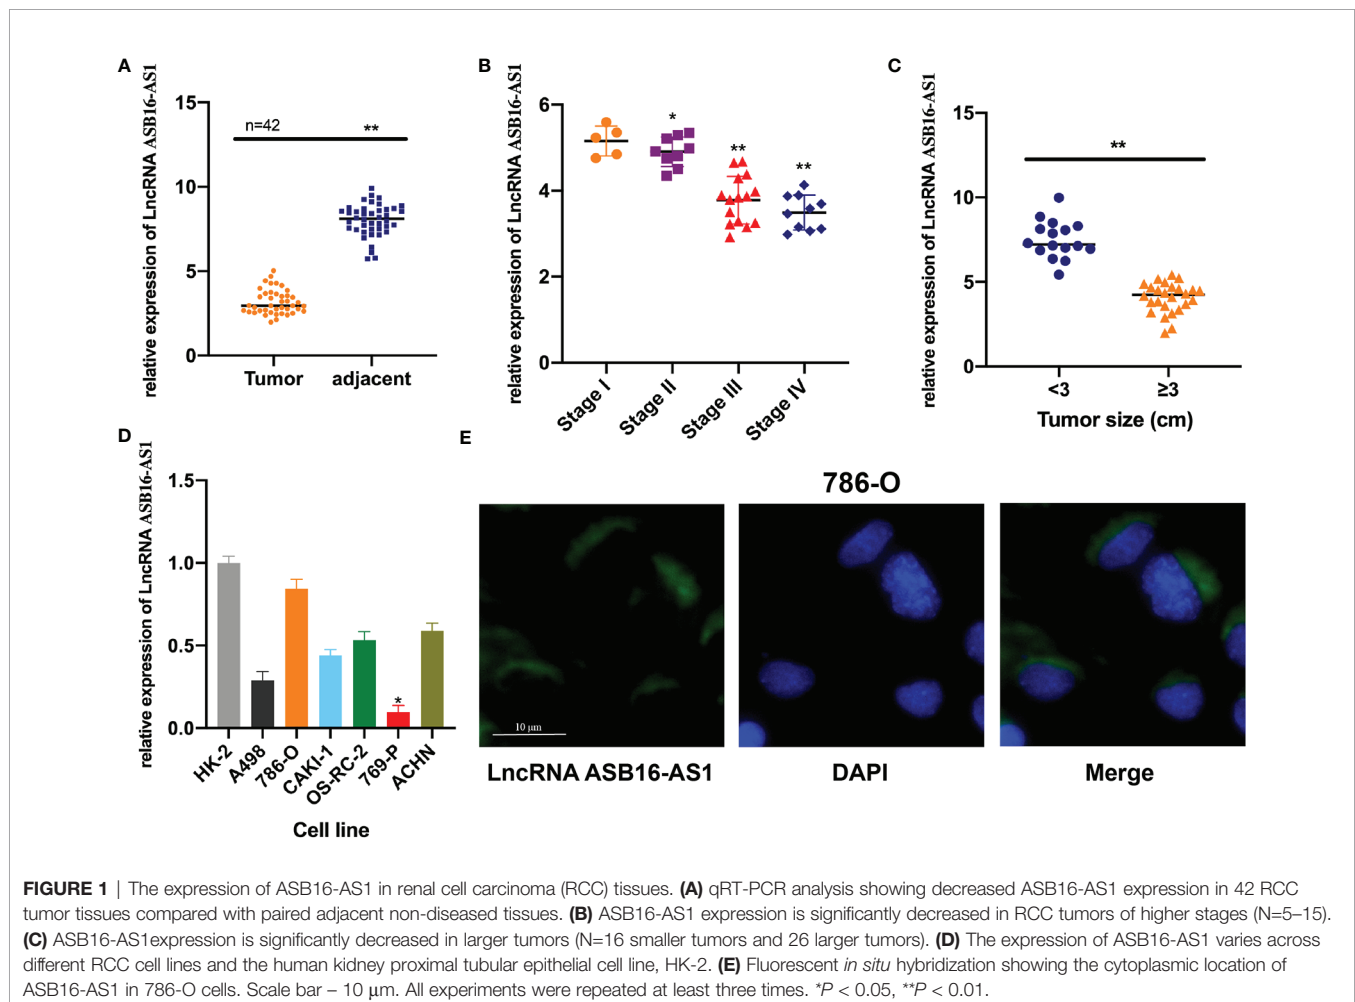 A
relative expression of LncRNA ASB16-AS1
15
10
5
0
n=42
**
Tumor
adjacent
B
relative expression of LncRNA ASB16-AS1
6
4
2
0
*
**
**
Stage I
Stage II
Stage III
Stage IV
C
relative expression of LncRNA ASB16-AS1
15
10
5
0
**
<3
≥3
Tumor size (cm)
D
relative expression of LncRNA ASB16-AS1
1.5
1.0
0.5
0.0
*
HK-2
A498
786-O
CAKI-1
OS-RC-2
769-P
ACHN
Cell line
E
786-O
10 μm
LncRNA ASB16-AS1
DAPI
Merge
FIGURE 1 | The expression of ASB16-AS1 in renal cell carcinoma (RCC) tissues. (A) qRT-PCR analysis showing decreased ASB16-AS1 expression in 42 RCC
tumor tissues compared with paired adjacent non-diseased tissues. (B) ASB16-AS1 expression is significantly decreased in RCC tumors of higher stages (N=5–15).
(C) ASB16-AS1expression is significantly decreased in larger tumors (N=16 smaller tumors and 26 larger tumors). (D) The expression of ASB16-AS1 varies across
different RCC cell lines and the human kidney proximal tubular epithelial cell line, HK-2. (E) Fluorescent in situ hybridization showing the cytoplasmic location of
ASB16-AS1 in 786-O cells. Scale bar – 10 μm. All experiments were repeated at least three times. *P < 0.05, **P < 0.01.